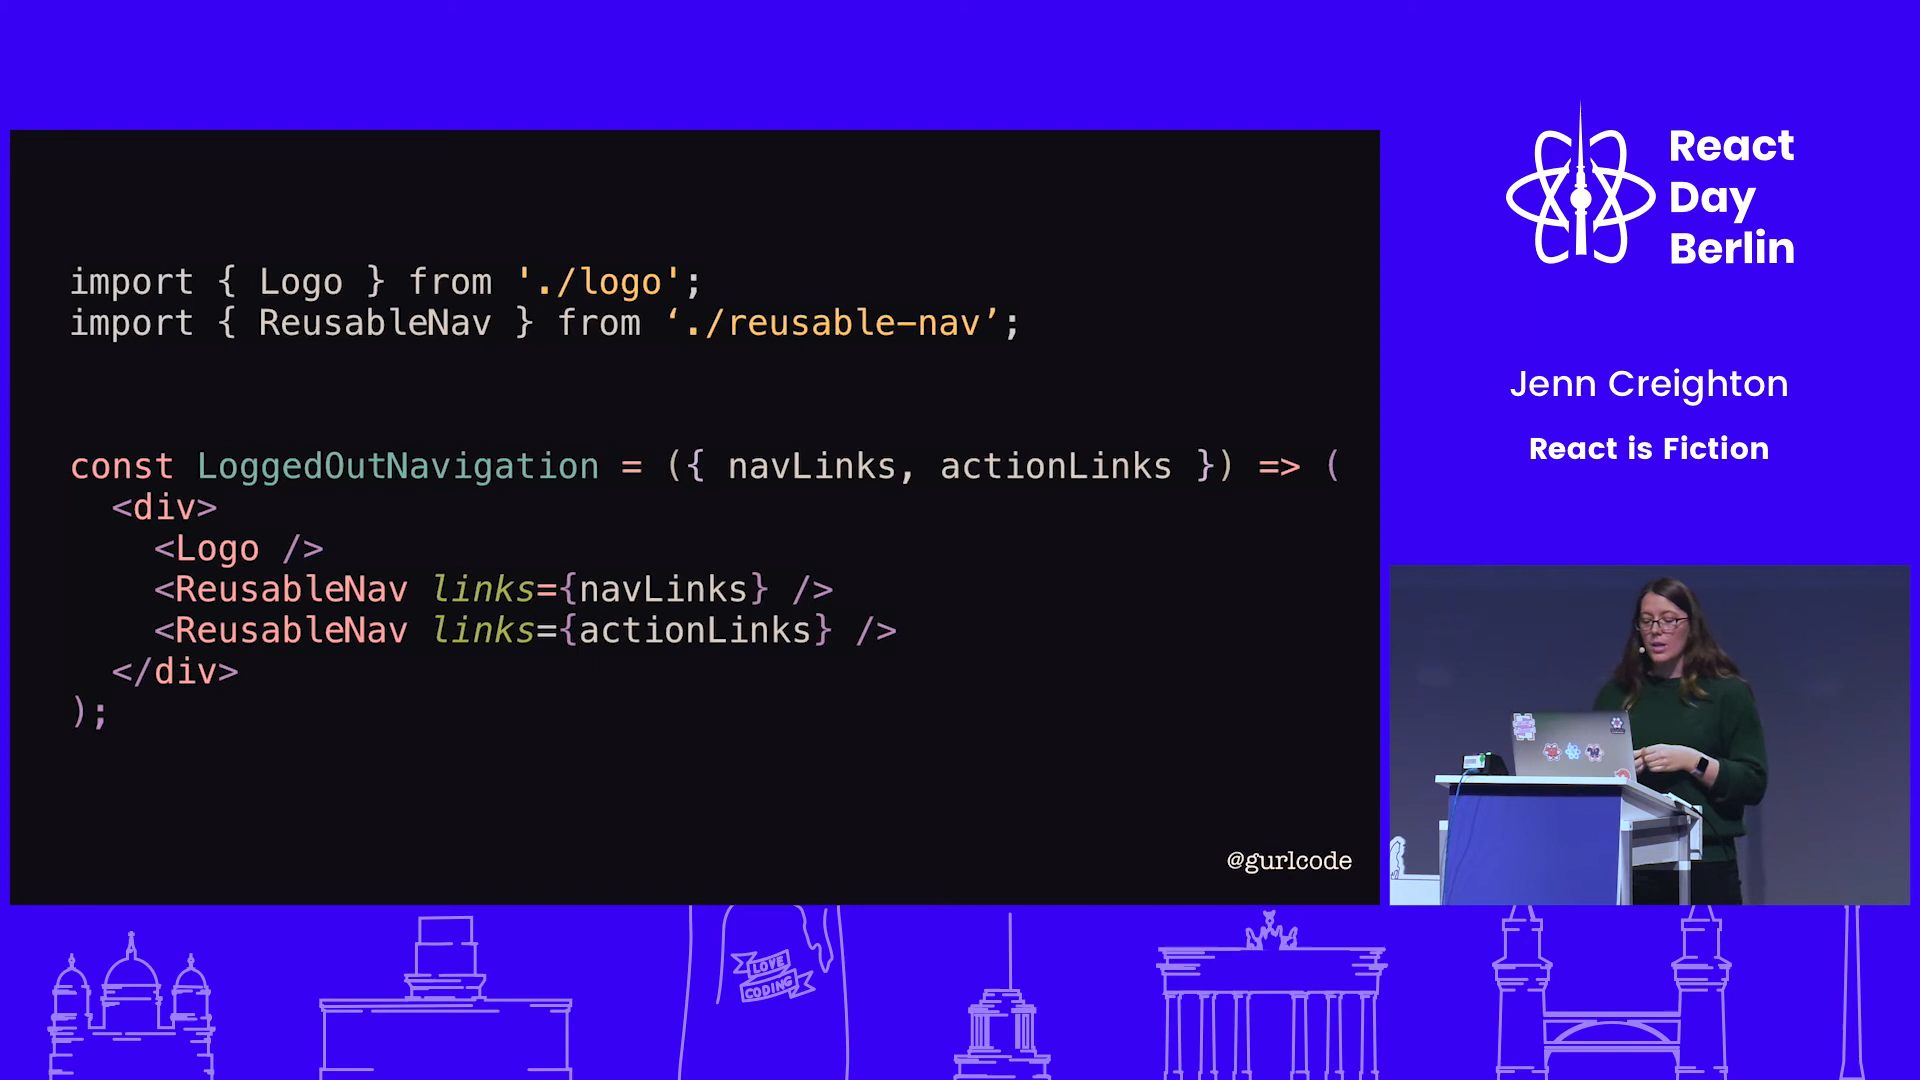 import { Logo } from './logo';
import { ReusableNav } from ‘./reusable-nav’;
const LoggedOutNavigation = ({ navLinks, actionLinks }) => (
<div>
<Logo />
<ReusableNav links={navLinks} />
<ReusableNav links={actionLinks} />
</div>
);
@gurlcode
React
Day
Berlin
Jenn Creighton
React is Fiction
LOVE
CODING